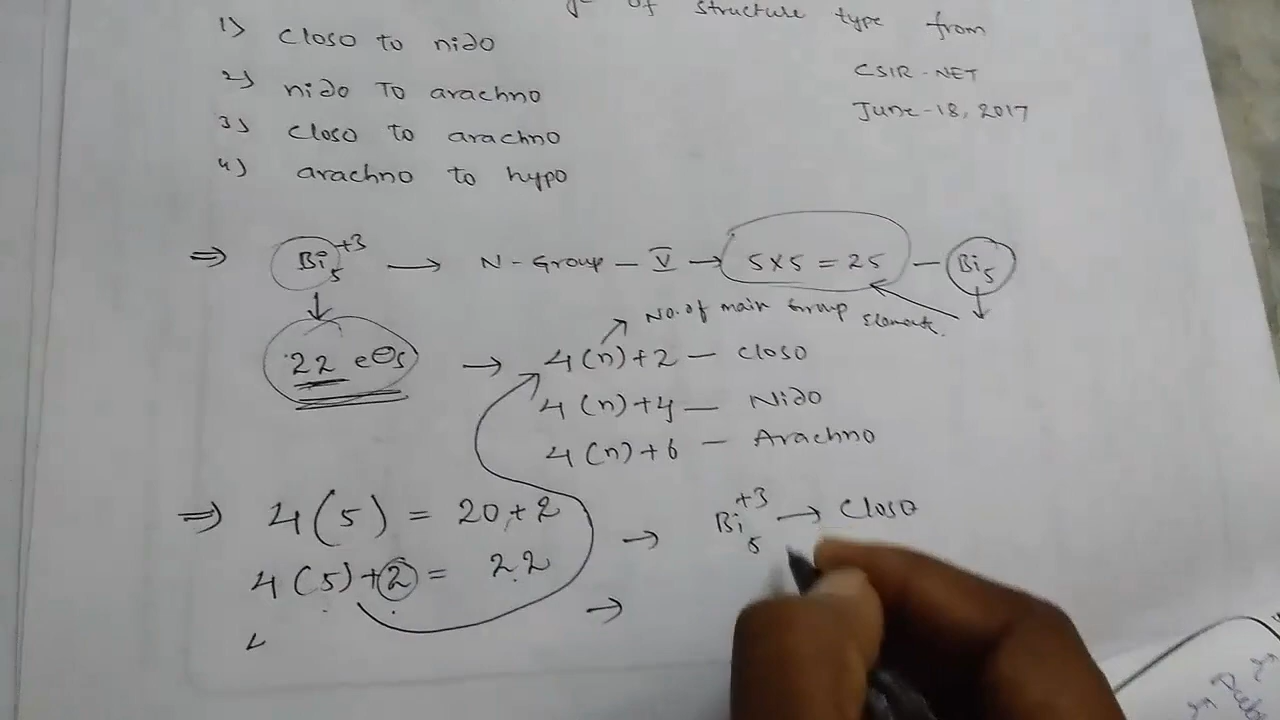 of structure type from
1) Closo to nido
CSIR-NET
2) nido To arachno
June-18, 2017
3) Closo to arachno
4) arachno to hypo
⇒ Bi₅⁺³ → N-Group - V → 5×5 = 25 - Bi₅
↓ No. of main Group Element. ↓
22 e⊖s → 4(n)+2 - Closo
4(n)+4 - Nido
4(n)+6 - Arachno
⇒ 4(5) = 20+2 → Bi₅⁺³ → Closo
4(5)+2 = 22
→